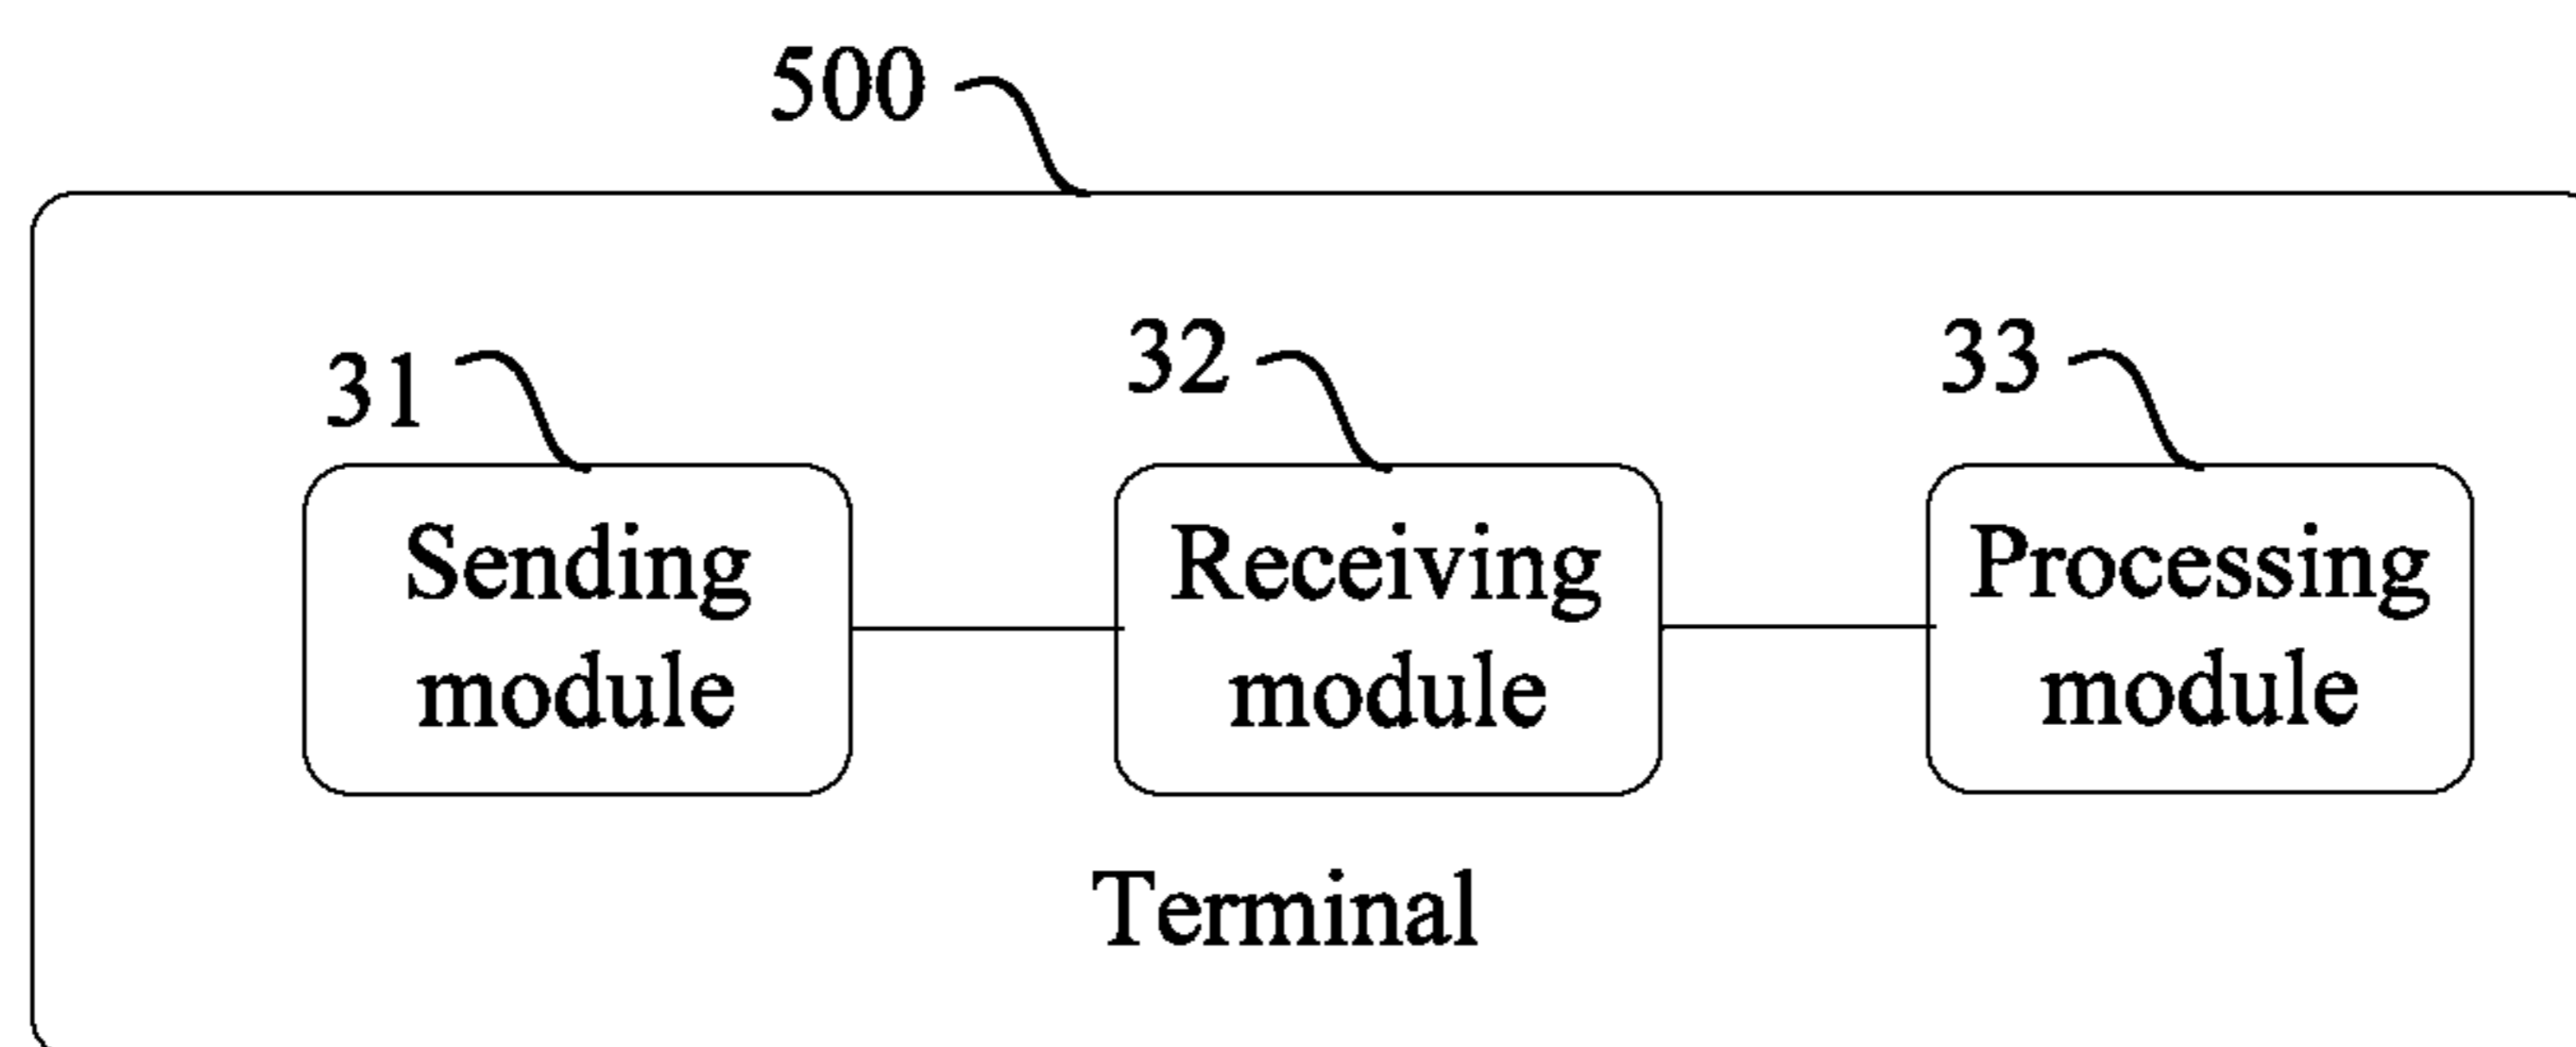 500
31
32
33
Sending
module
Receiving
module
Processing
module
Terminal